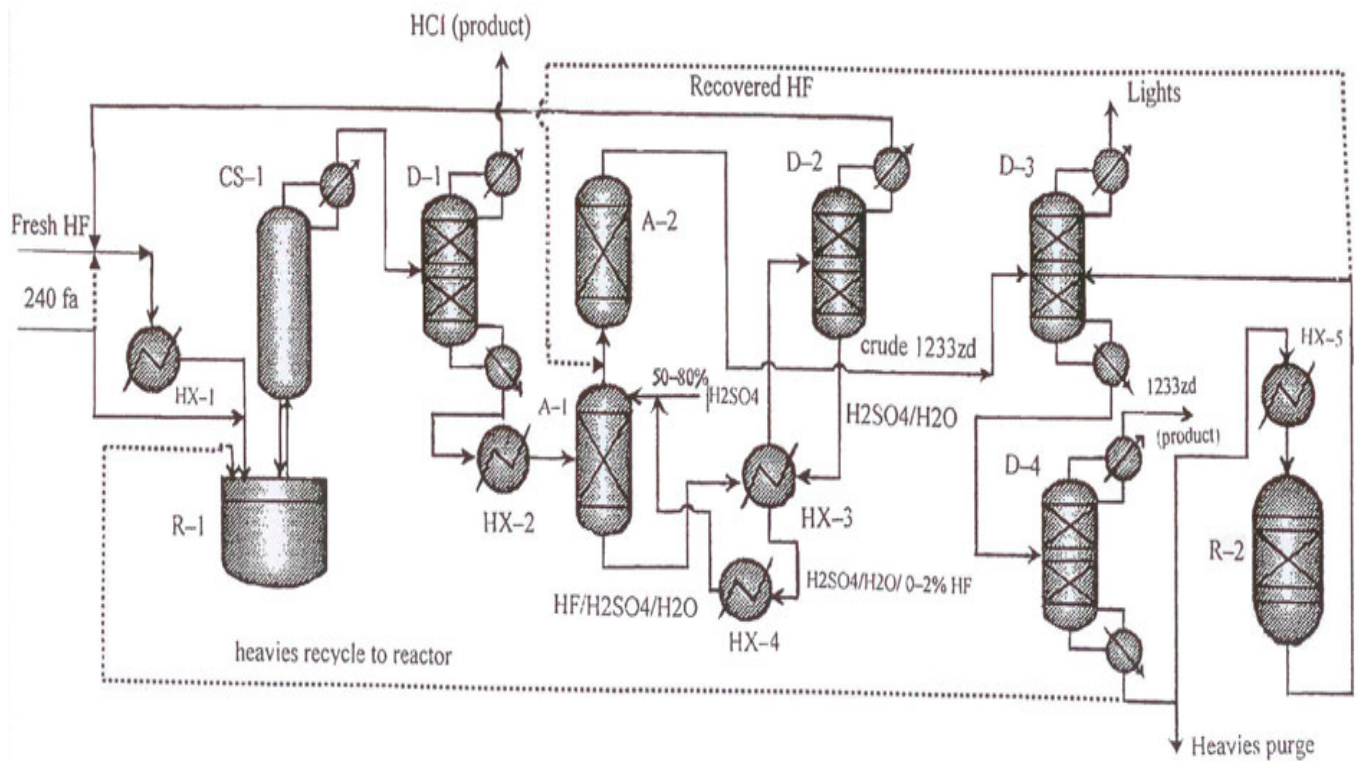 HCl (product)
Recovered HF
Lights
CS–1
D–1
D–2
D–3
Fresh HF
A–2
240 fa
HX–5
crude 1233zd
HX–1
50–80%
H2SO4
A–1
H2SO4/H2O
1233zd
(product)
D–4
R–1
HX–2
HX–3
R–2
HF/H2SO4/H2O
H2SO4/H2O/ 0–2% HF
HX–4
heavies recycle to reactor
Heavies purge